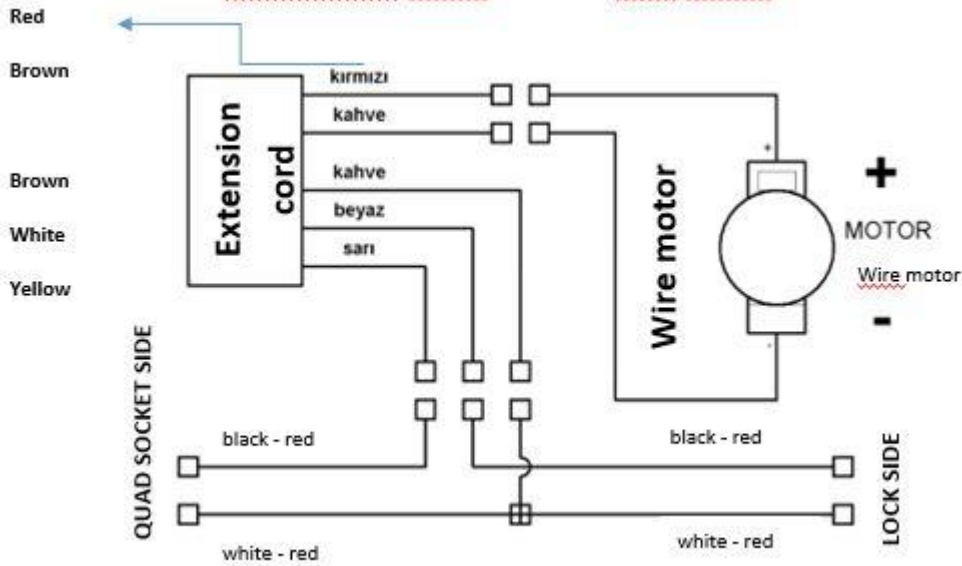 Red
Brown
Brown
White
Yellow
Extension
cord
kırmızı
kahve
kahve
beyaz
sarı
Wire motor
+
+
MOTOR
Wire motor
-
-
QUAD SOCKET SIDE
black - red
black - red
LOCK SIDE
white - red
white - red